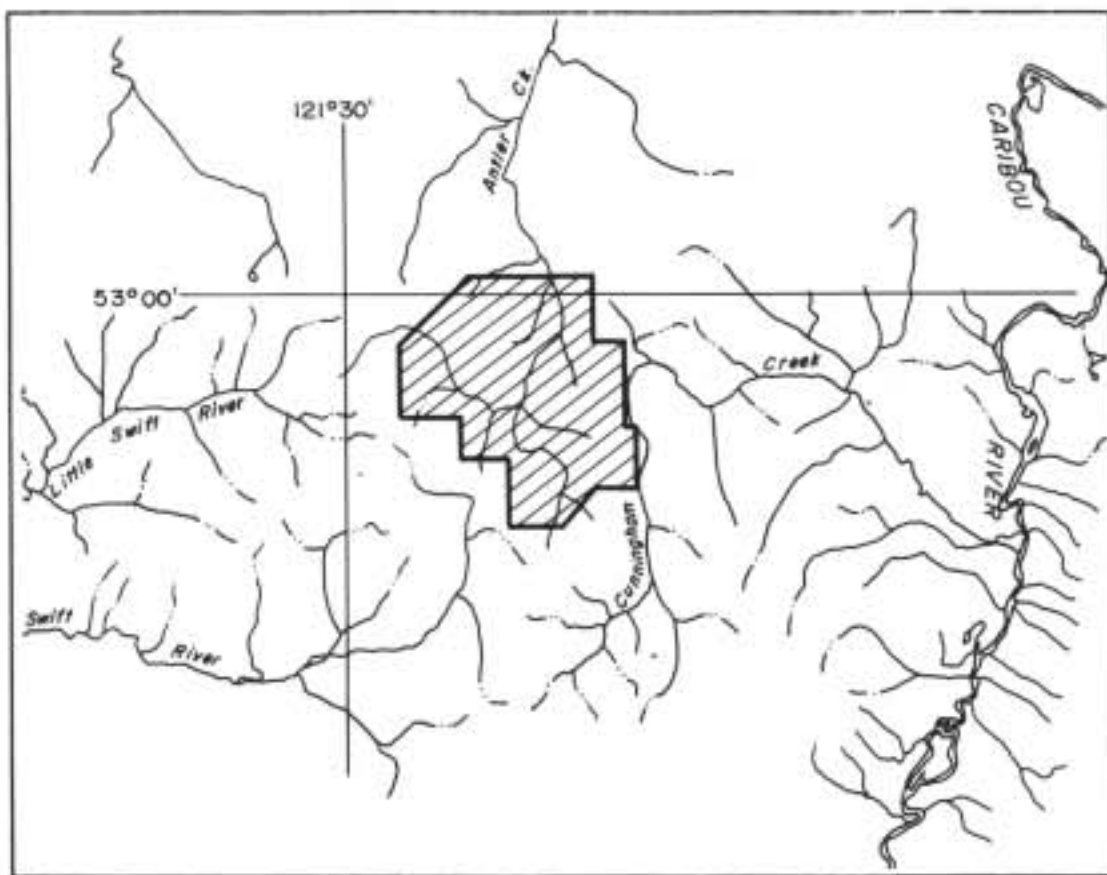 121°30'
Antler Ck.
CARIBOU
53°00'
Creek
Little Swift River
RIVER
Cunningham
Swift River